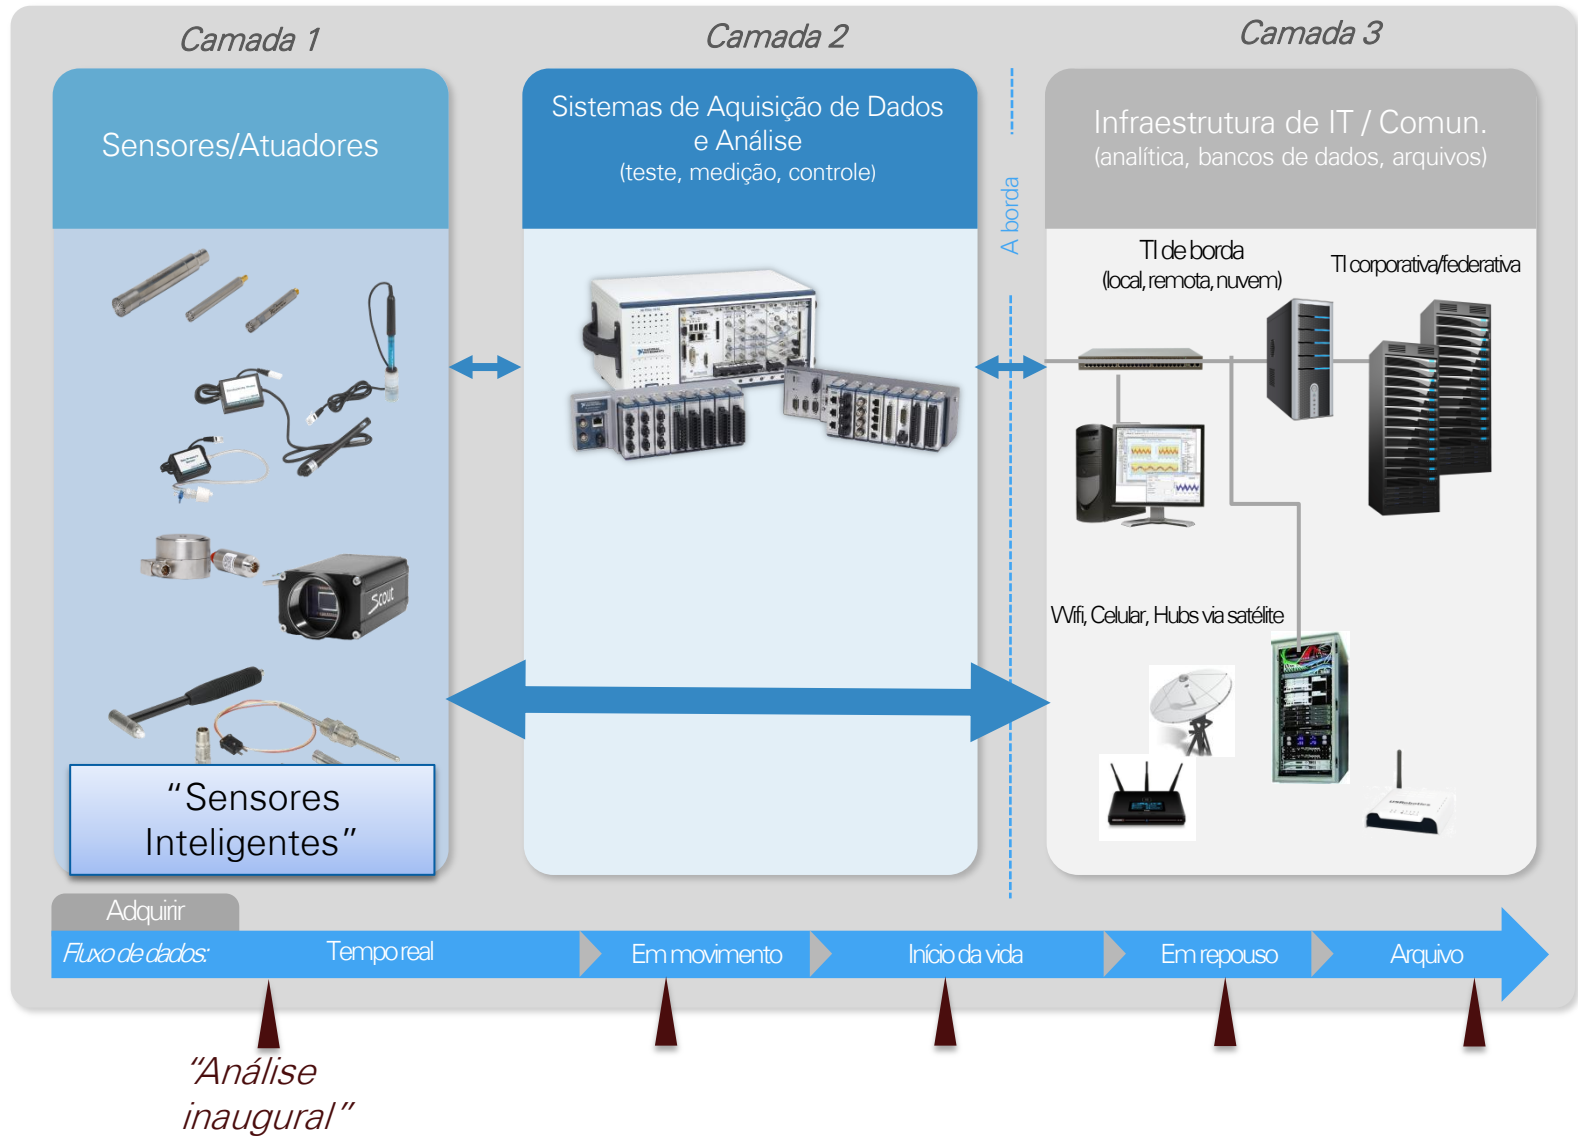 Camada 1
Camada 2
Camada 3
Sensores/Atuadores
Sistemas de Aquisição de Dados
e Análise
(teste, medição, controle)
A borda
Infraestrutura de IT / Comun.
(analítica, bancos de dados, arquivos)
TI de borda
(local, remota, nuvem)
TI corporativa/federativa
Scout
Wifi, Celular, Hubs via satélite
“Sensores
Inteligentes”
Adquirir
Fluxo de dados:
Tempo real
Em movimento
Início da vida
Em repouso
Arquivo
“Análise
inaugural”